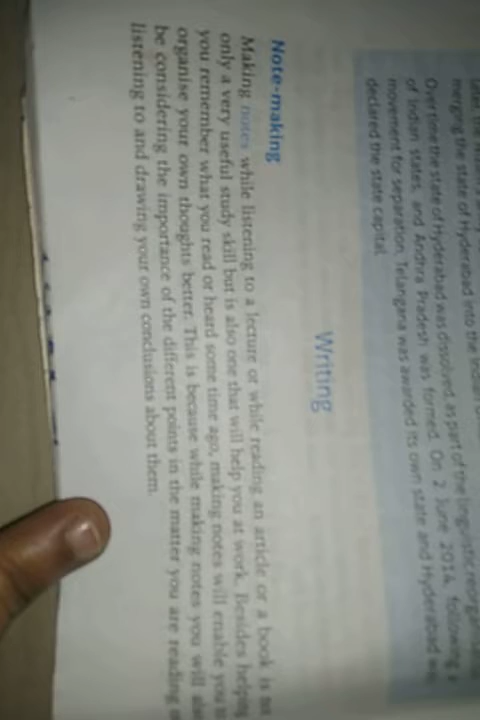 merging the state of Hyderabad into the Indian
Over time the state of Hyderabad was dissolved as part of the linguistic
of Indian states, and Andhra Pradesh was formed. On 2 June 2014, following a
movement for separation, Telangana was awarded its own state and Hyderabad was
declared the state capital.
Writing
Note-making
Making notes while listening to a lecture or while reading an article or a book is
only a very useful study skill but is also one that will help you at work. Besides helping
you remember what you read or heard some time ago, making notes will enable you
organise your own thoughts better. This is because while making notes you will
be considering the importance of the different points in the matter you are reading
listening to and drawing your own conclusions about them.